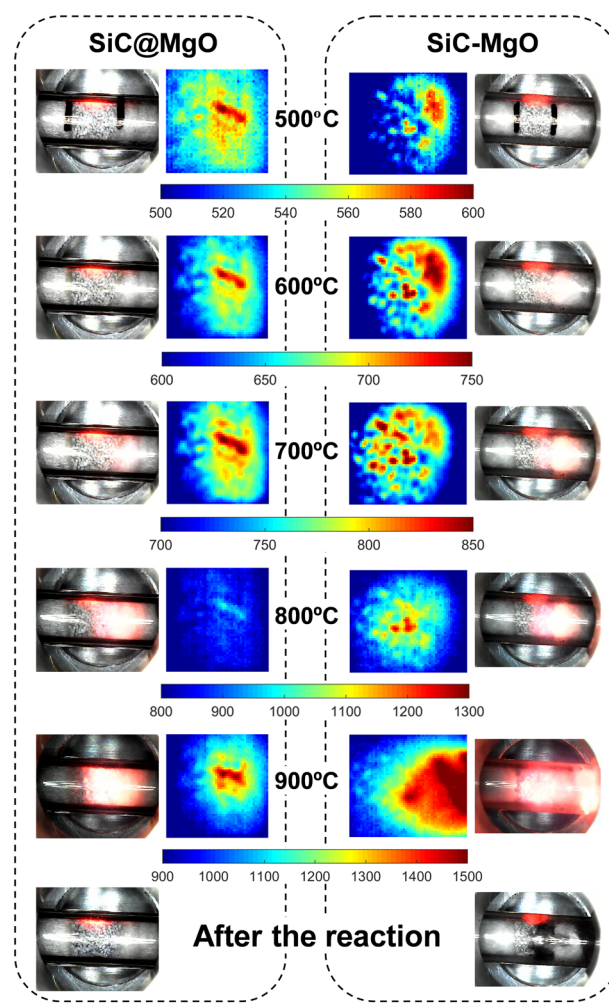 SiC@MgO SiC-MgO
500ºC
500 520 540 560 580 600
600ºC
600 650 700 750
700ºC
700 750 800 850
800ºC
800 900 1000 1100 1200 1300
900ºC
900 1000 1100 1200 1300 1400 1500
After the reaction